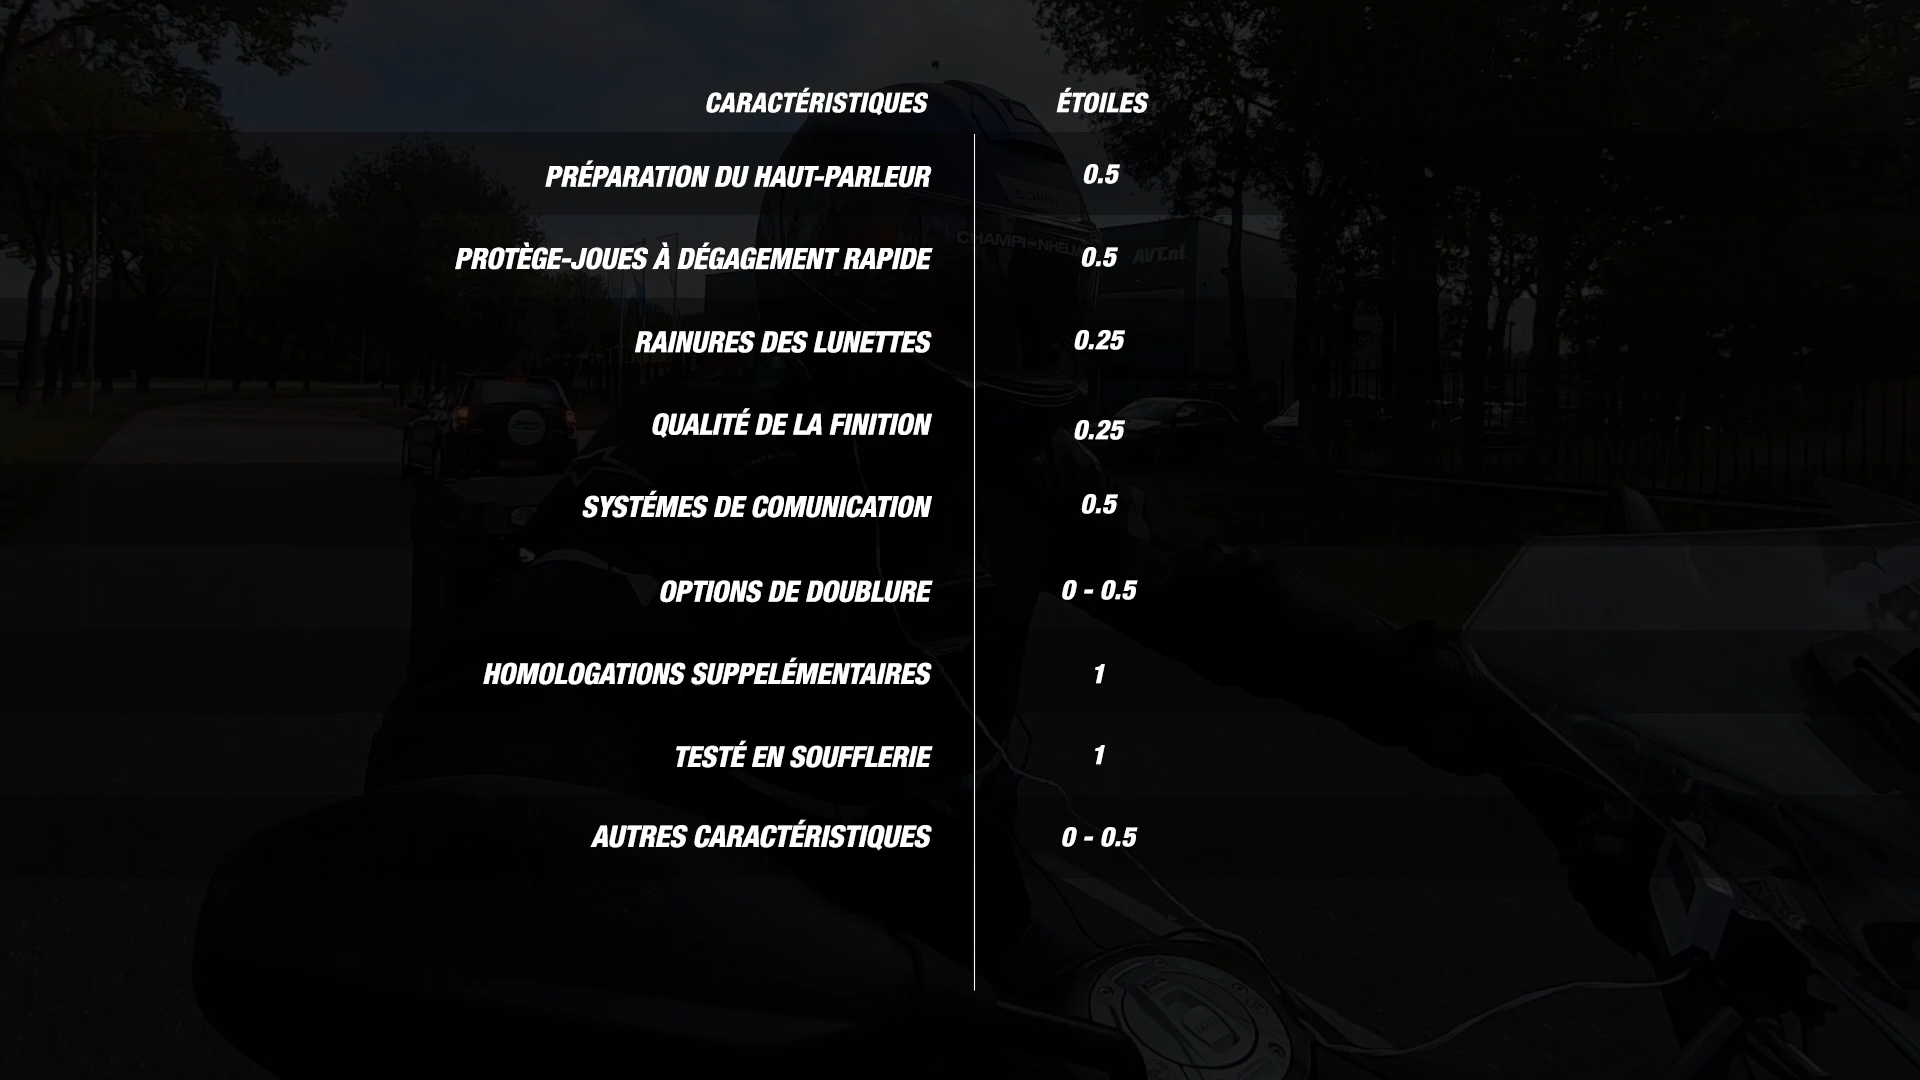 CARACTÉRISTIQUES ÉTOILES
PRÉPARATION DU HAUT-PARLEUR 0.5
PROTÈGE-JOUES À DÉGAGEMENT RAPIDE 0.5
RAINURES DES LUNETTES 0.25
QUALITÉ DE LA FINITION 0.25
SYSTÉMES DE COMUNICATION 0.5
OPTIONS DE DOUBLURE 0 - 0.5
HOMOLOGATIONS SUPPELÉMENTAIRES 1
TESTÉ EN SOUFFLERIE 1
AUTRES CARACTÉRISTIQUES 0 - 0.5
AVT.nl